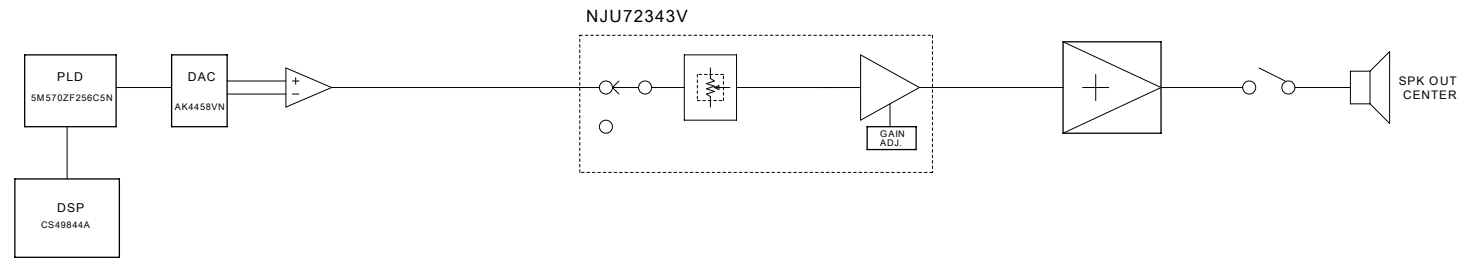 NJU72343V
PLD
5M570ZF256C5N
DAC
AK4458VN
+
−
GAIN
ADJ.
SPK OUT
CENTER
DSP
CS49844A